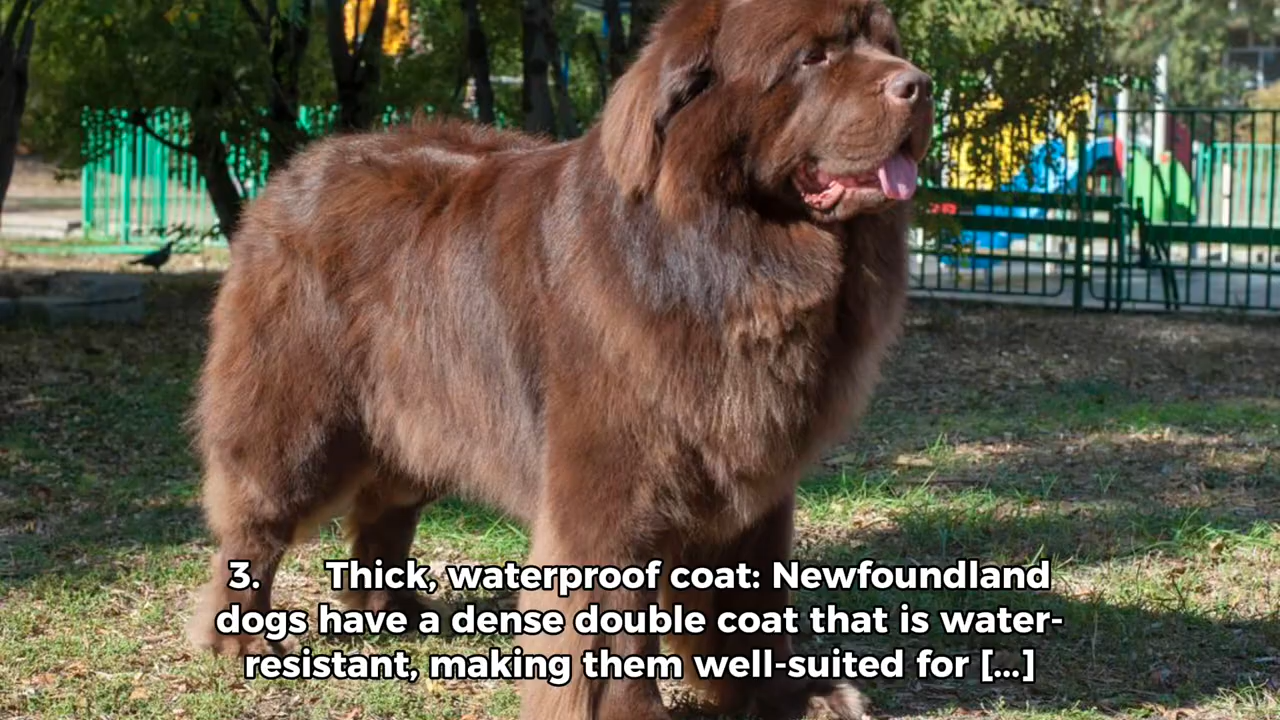 3. Thick, waterproof coat: Newfoundland
dogs have a dense double coat that is water-
resistant, making them well-suited for [...]